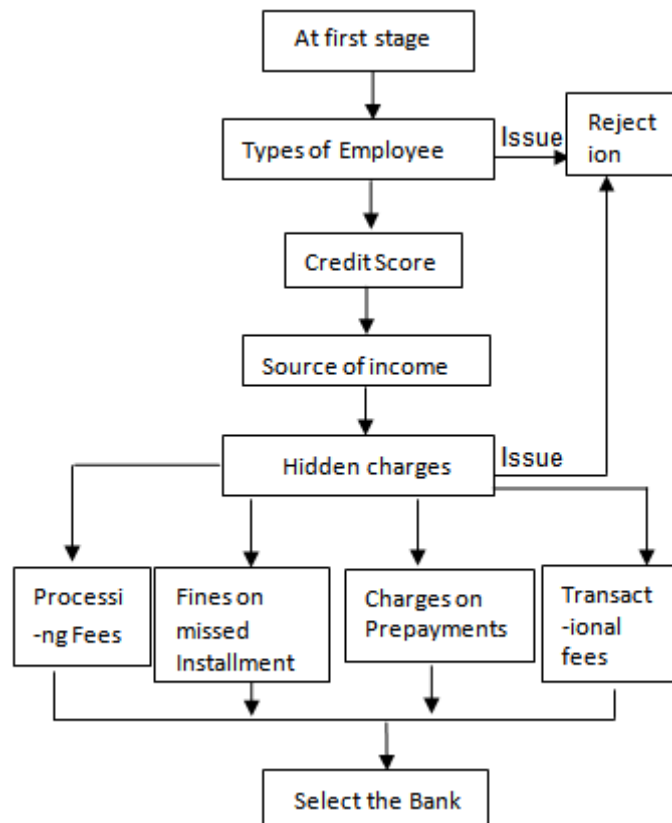 At first stage
Types of Employee
Issue
Reject
ion
Credit Score
Source of income
Hidden charges
Issue
Processi
-ng Fees
Fines on
missed
Installment
Charges on
Prepayments
Transact
-ional
fees
Select the Bank